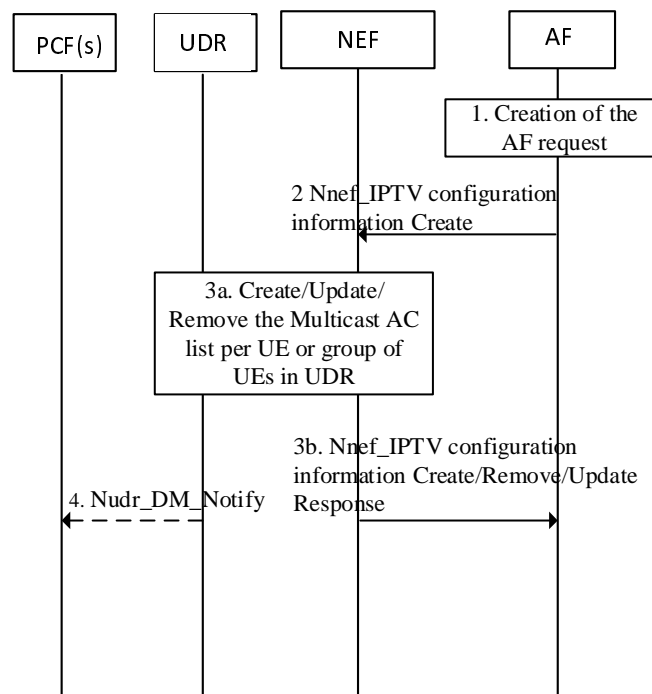 PCF(s)
UDR
NEF
AF
1. Creation of the
AF request
2 Nnef_IPTV configuration
information Create
3a. Create/Update/
Remove the Multicast AC
list per UE or group of
UEs in UDR
3b. Nnef_IPTV configuration
information Create/Remove/Update
Response
4. Nudr_DM_Notify